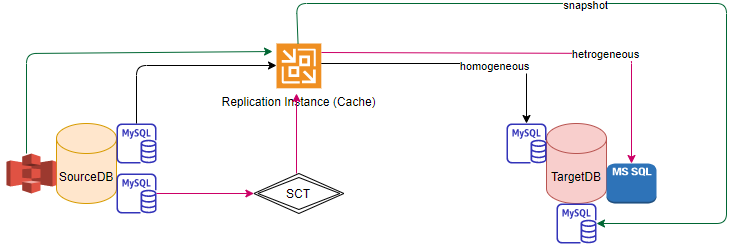 snapshot
hetrogeneous
homogeneous
Replication Instance (Cache)
MySQL
MySQL
SourceDB
TargetDB
MS SQL
MySQL
SCT
MySQL